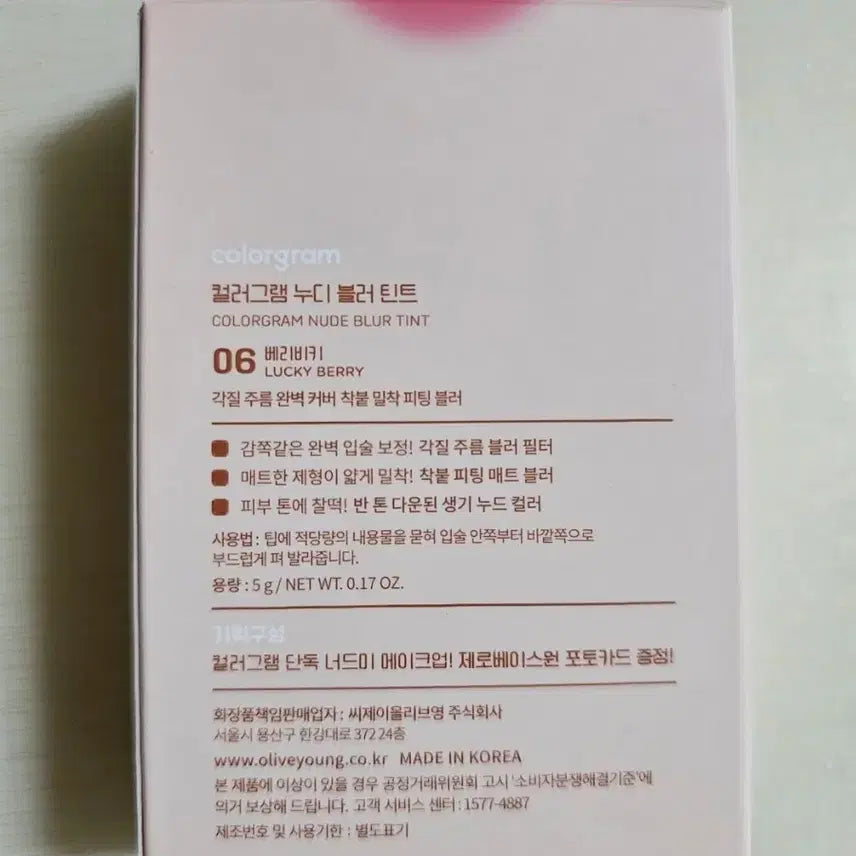 colorgram
컬러그램 누디 블러 틴트
COLORGRAM NUDE BLUR TINT
06 베리비키
LUCKY BERRY
각질 주름 완벽 커버 착붙 밀착 피팅 블러
감쪽같은 완벽 입술 보정! 각질 주름 블러 필터
매트한 제형이 얇게 밀착! 착붙 피팅 매트 블러
피부 톤에 찰떡! 반 톤 다운된 생기 누드 컬러
사용법 : 팁에 적당량의 내용물을 묻혀 입술 안쪽부터 바깥쪽으로
부드럽게 펴 발라줍니다.
용량 : 5 g / NET WT. 0.17 OZ.
기획구성
컬러그램 단독 너드미 메이크업! 제로베이스원 포토카드 증정!
화장품책임판매업자 : 씨제이올리브영 주식회사
서울시 용산구 한강대로 372 24층
www.oliveyoung.co.kr MADE IN KOREA
본 제품에 이상이 있을 경우 공정거래위원회 고시 '소비자분쟁해결기준'에
의거 보상해 드립니다. 고객 서비스 센터 : 1577-4887
제조번호 및 사용기한 : 별도표기